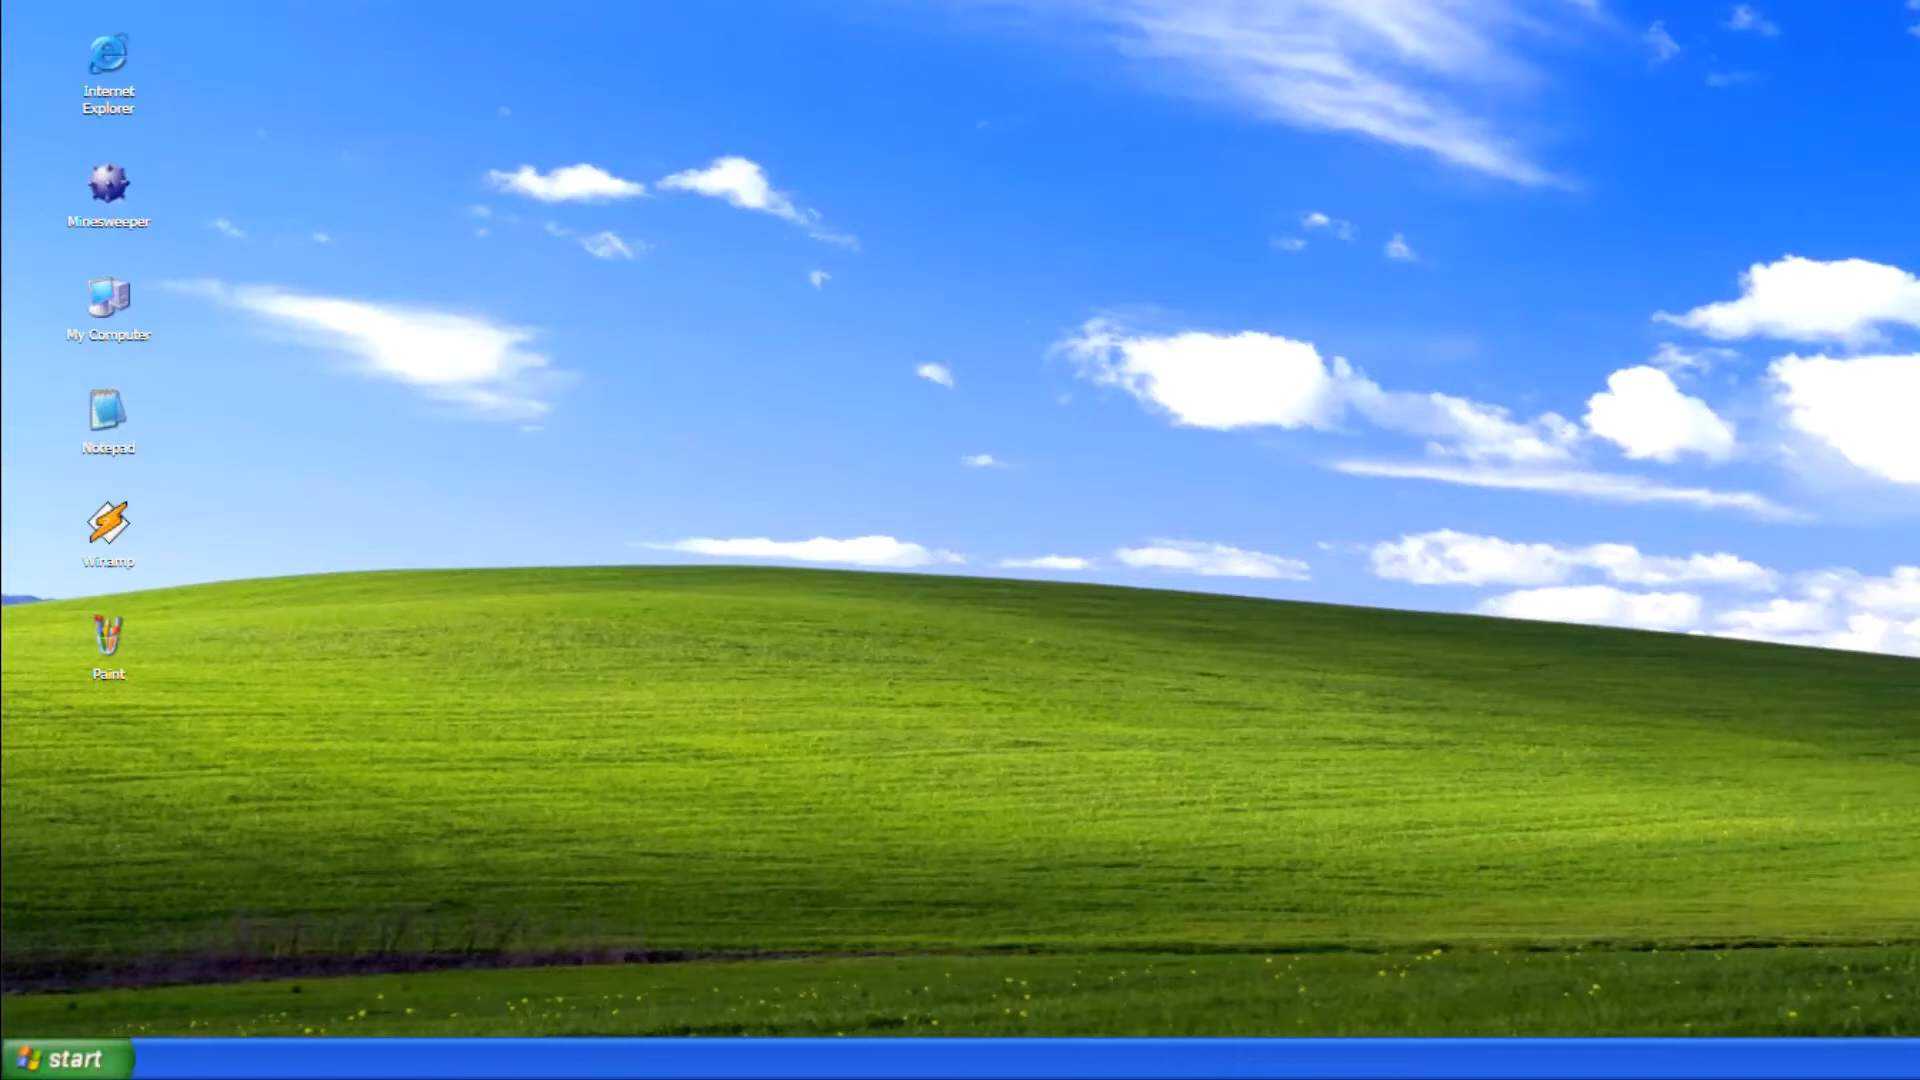 Internet
Explorer
Minesweeper
My Computer
Notepad
Winamp
Paint
start